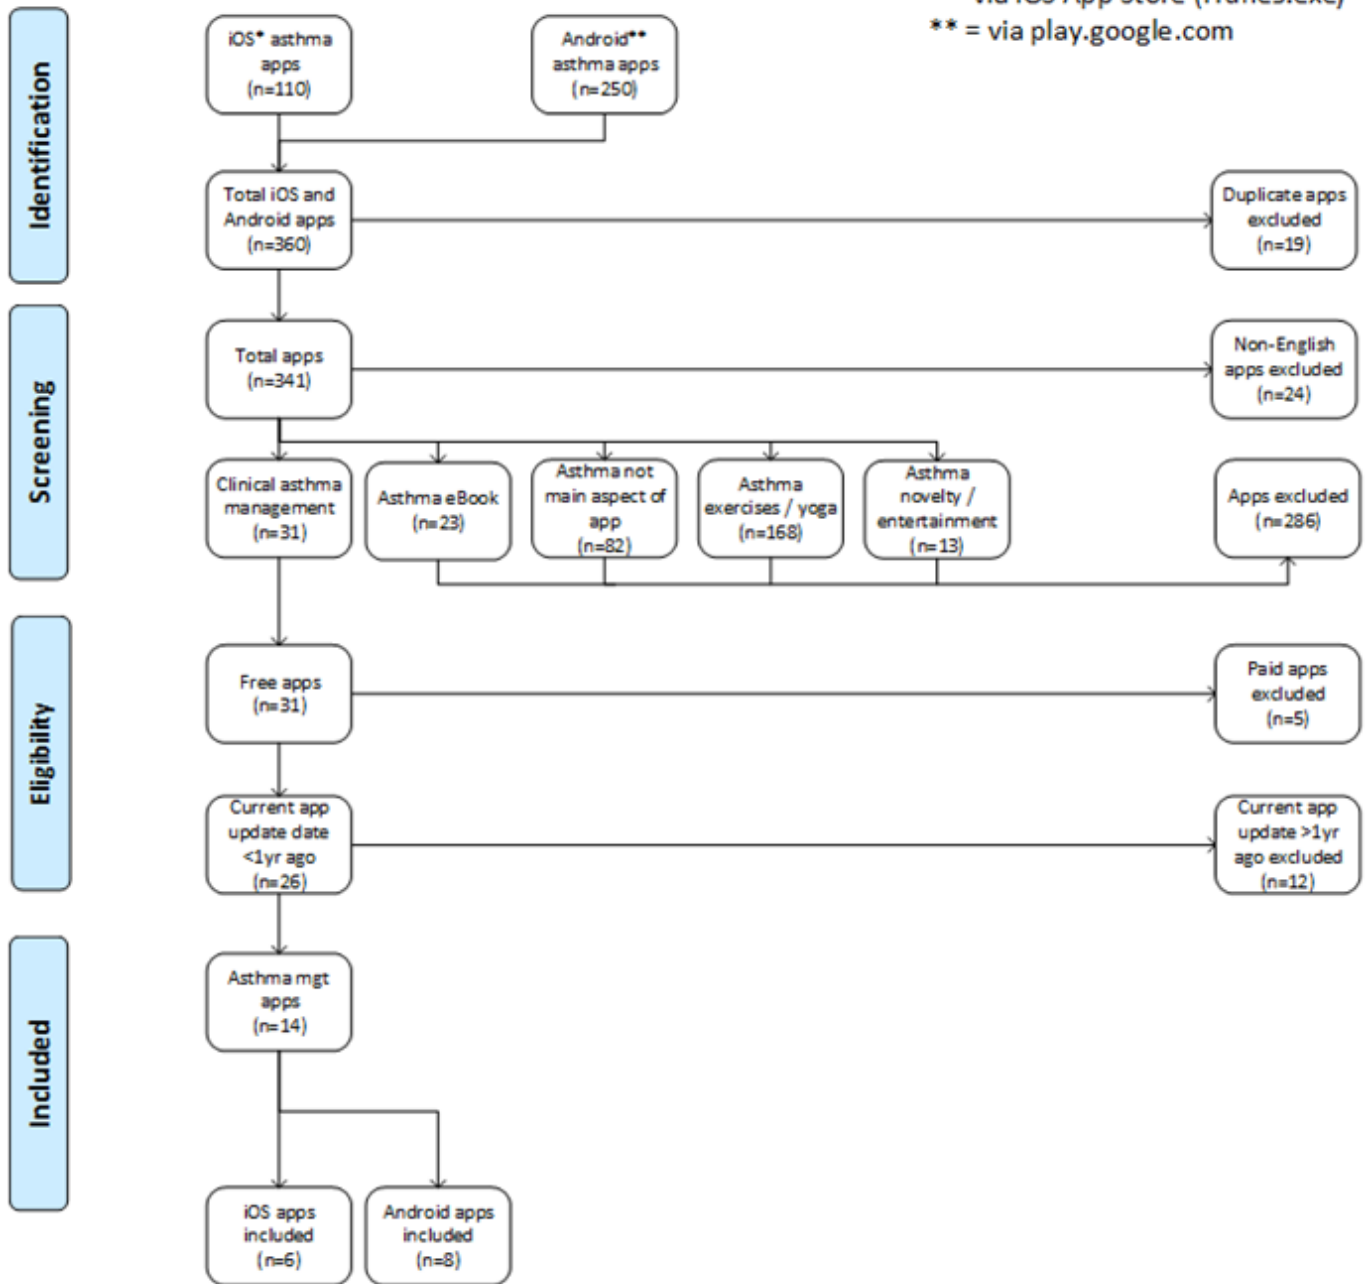 via iOS App Store (iTunes.exe)
** = via play.google.com
Identification
iOS* asthma
apps
(n=110)
Android**
asthma apps
(n=250)
Total iOS and
Android apps
(n=360)
Duplicate apps
excluded
(n=19)
Screening
Total apps
(n=341)
Non-English
apps excluded
(n=24)
Clinical asthma
management
(n=31)
Asthma eBook
(n=23)
Asthma not
main aspect of
app
(n=82)
Asthma
exercises / yoga
(n=168)
Asthma
novelty /
entertainment
(n=13)
Apps excluded
(n=286)
Eligibility
Free apps
(n=31)
Paid apps
excluded
(n=5)
Current app
update date
<1yr ago
(n=26)
Current app
update >1yr
ago excluded
(n=12)
Included
Asthma mgt
apps
(n=14)
iOS apps
included
(n=6)
Android apps
included
(n=8)